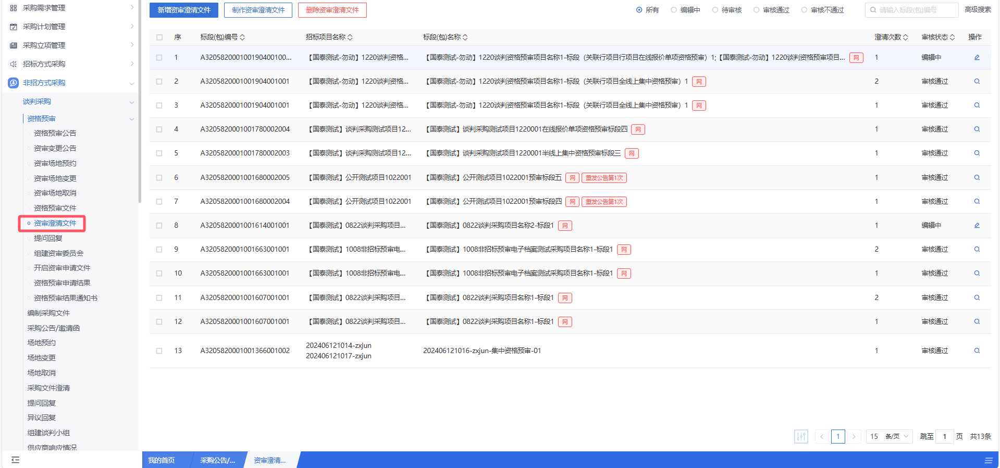 采购需求管理
采购计划管理
采购立项管理
招标方式采购
非招方式采购
谈判采购
资格预审
资格预审公告
资审变更公告
资审场地预约
资审场地变更
资审场地取消
资格预审文件
资审澄清文件
提问回复
组建资审委员会
开启资审申请文件
资格预审申请结果
资格预审结果通知书
编制采购文件
采购公告/邀请函
场地预约
场地变更
场地取消
采购文件澄清
提问回复
异议回复
组建谈判小组
供应商响应情况
新增资审澄清文件 制作资审澄清文件 删除资审澄清文件 所有 编辑中 待审核 审核通过 审核不通过 请输入标段(包)编号 高级搜索
序 标段(包)编号 招标项目名称 标段(包)名称 澄清次数 审核状态 操作
1 A320582000100190400100... 【国泰测试-勿动】1220谈判资格... 【国泰测试-勿动】1220谈判资格预审项目名称1-标段（关联行项目行项目在线报价单项资格预审）1;【国泰测试-勿动】1220谈判资格预审项目... 网 1 编辑中
2 A3205820001001904001001 【国泰测试-勿动】1220谈判资格... 【国泰测试-勿动】1220谈判资格预审项目名称1-标段（关联行项目全线上集中资格预审）1 网 2 审核通过
3 A3205820001001904001001 【国泰测试-勿动】1220谈判资格... 【国泰测试-勿动】1220谈判资格预审项目名称1-标段（关联行项目全线上集中资格预审）1 网 1 审核通过
4 A3205820001001780002004 【国泰测试】谈判采购测试项目12... 【国泰测试】谈判采购测试项目1220001在线报价单项资格预审标段四 网 1 审核通过
5 A3205820001001780002003 【国泰测试】谈判采购测试项目12... 【国泰测试】谈判采购测试项目1220001半线上集中资格预审标段三 网 1 审核通过
6 A3205820001001680002005 【国泰测试】公开测试项目1022001 【国泰测试】公开测试项目1022001预审标段五 网 重发公告第1次 1 审核通过
7 A3205820001001680002004 【国泰测试】公开测试项目1022001 【国泰测试】公开测试项目1022001预审标段四 网 重发公告第1次 1 审核通过
8 A3205820001001614001001 【国泰测试】0822谈判采购项目... 【国泰测试】0822谈判采购项目名称2-标段1 网 1 编辑中
9 A3205820001001663001001 【国泰测试】1008非招标预审电... 【国泰测试】1008非招标预审电子档案测试采购项目名称1-标段1 网 2 审核通过
10 A3205820001001663001001 【国泰测试】1008非招标预审电... 【国泰测试】1008非招标预审电子档案测试采购项目名称1-标段1 网 1 审核通过
11 A3205820001001607001001 【国泰测试】0822谈判采购项目... 【国泰测试】0822谈判采购项目名称1-标段1 网 2 审核通过
12 A3205820001001607001001 【国泰测试】0822谈判采购项目... 【国泰测试】0822谈判采购项目名称1-标段1 网 1 审核通过
13 A3205820001001366001002 202406121014-zxjun 202406121016-zxjun-集中资格预审-01 1 审核通过
202406121017-zxjun
1 15 条/页 跳至 1 页 共13条
我的首页 采购公告/... 资审澄清...